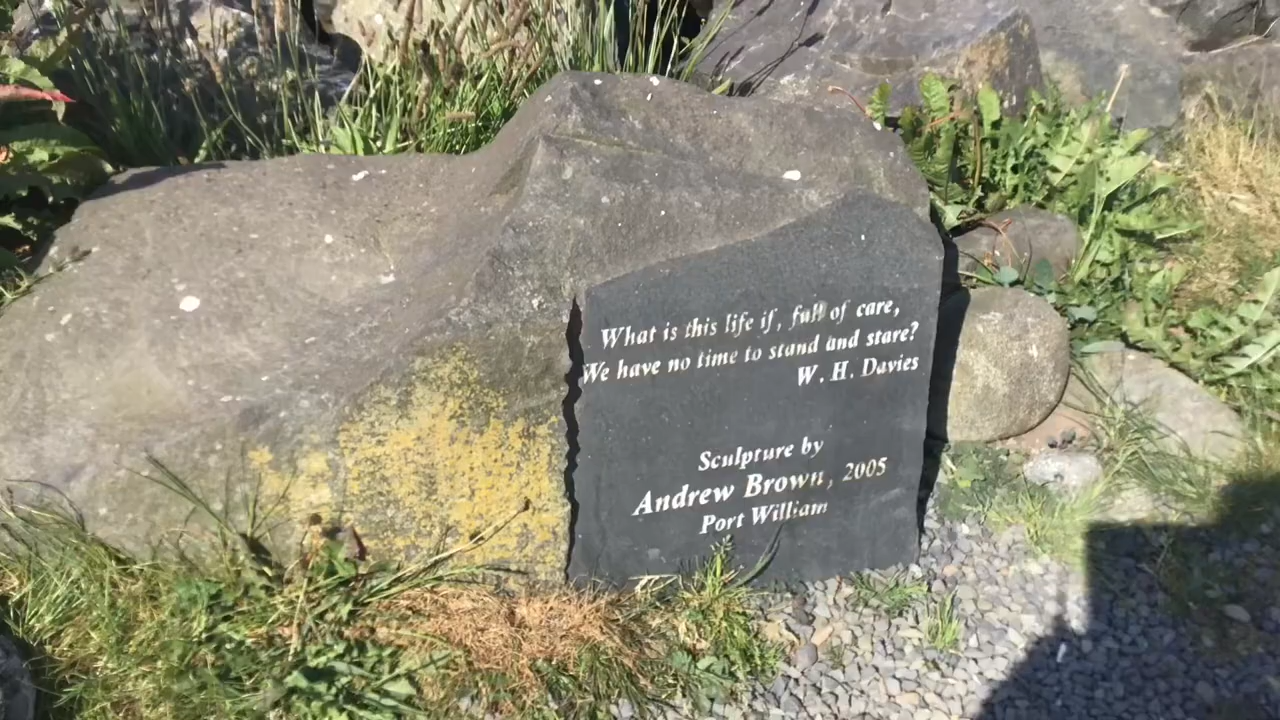 What is this life if, full of care,
We have no time to stand and stare?
W. H. Davies
Sculpture by
Andrew Brown, 2005
Port William